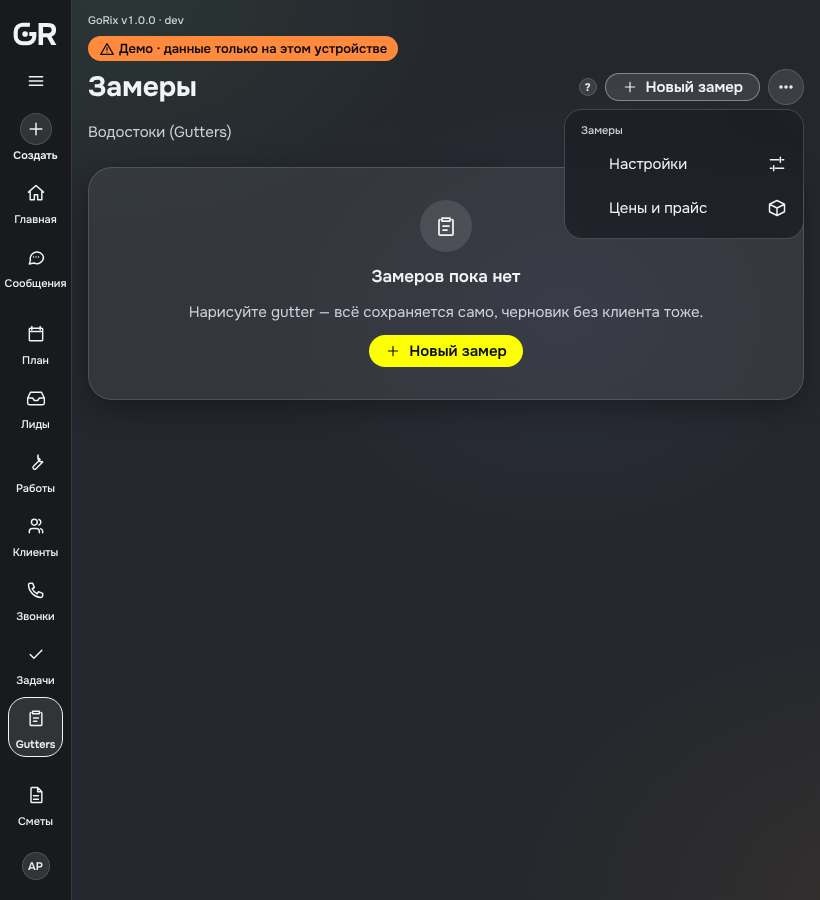 GR
GoRix v1.0.0 · dev
Демо · данные только на этом устройстве
Замеры
? + Новый замер
Водостоки (Gutters)
Замеры
Настройки
Цены и прайс
Замеров пока нет
Нарисуйте gutter — всё сохраняется само, черновик без клиента тоже.
+ Новый замер
Создать
Главная
Сообщения
План
Лиды
Работы
Клиенты
Звонки
Задачи
Gutters
Сметы
AP